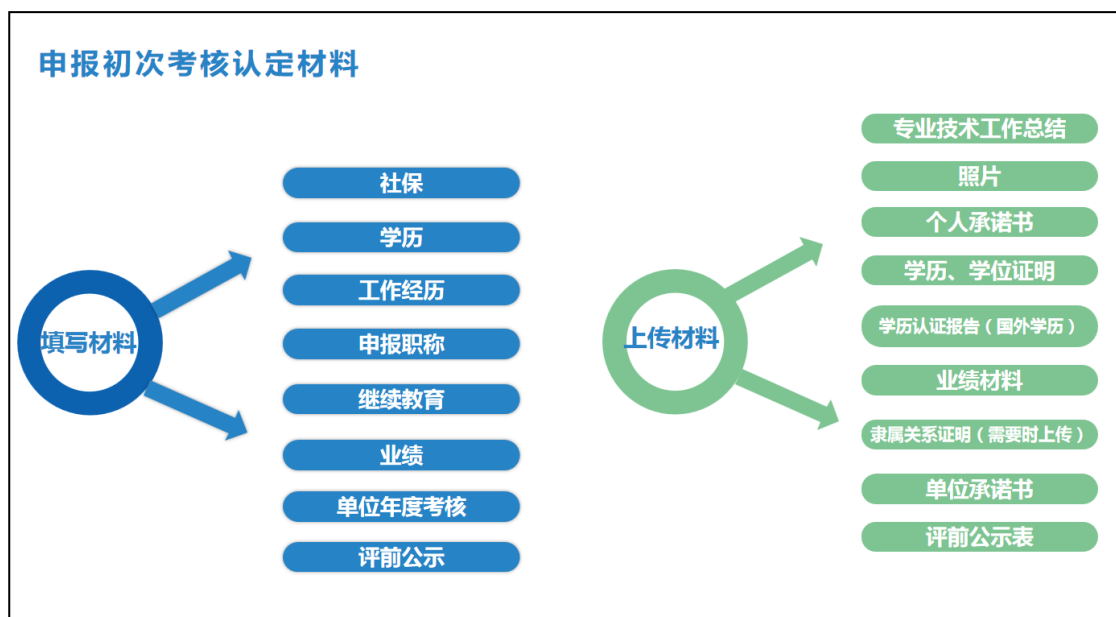 申报初次考核认定材料
填写材料
社保
学历
工作经历
申报职称
继续教育
业绩
单位年度考核
评前公示
上传材料
专业技术工作总结
照片
个人承诺书
学历、学位证明
学历认证报告（国外学历）
业绩材料
隶属关系证明（需要时上传）
单位承诺书
评前公示表